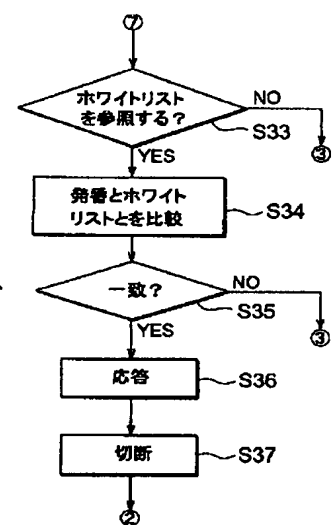 ⑦
ホワイトリスト
を参照する?
NO
S33
③
YES
発番とホワイト
リストとを比較
S34
一致?
NO
S35
③
YES
応答
S36
切断
S37
②